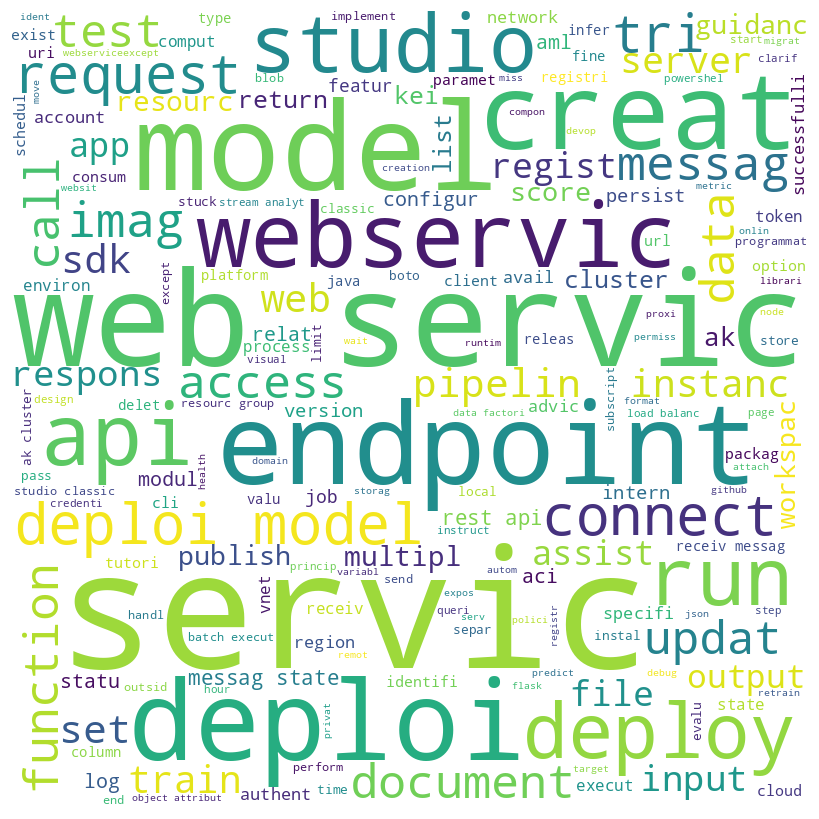 ident
implement
type
network
infer
tri
guidanc
start
migrat
exist
test
webserviceexcept
studio
aml
fine
server
clarif
uri
comput
request
blob
paramet
miss
registri
powershel
featur
schedul
move
resourc
return
kei
list
creat
successfulli
account
app
model
compon
devop
consum
creation
regist
messag
metric
call
websit
stuck
stream analyt
configur
score
persist
imag
classic
webservic
url
data
token
onlin
programmat
sdk
platform
java
boto
client
avail
cluster
option
librari
environ
except
web
web servic
relat
limit
process
wait
visual
runtim
releas
proxi
permiss
ak
node
store
respons
access
pipelin
instanc
subscript
format
design
delet
resourc group
version
data factori
advic
load balanc
page
workspac
ak cluster
api
endpoint
packag
attach
pass
modul
health
domain
studio classic
credenti
cli
valu
job
storag
local
intern
github
deploi model
rest api
instruct
connect
publish
multipl
assist
receiv messag
tutori
princip
variabl
aci
run
function
vnet
send
autom
expos
servic
handl
receiv
queri
serv
polici
registr
specifi
json
step
batch execut
region
separ
instal
updat
remot
statu
messag state
identifi
predict
debug
output
outsid
hour
flask
file
retrain
set
privat
deploi
deploy
evalu
state
column
log
train
perform
document
target
input
end
object attribut
authent
time
execut
cloud